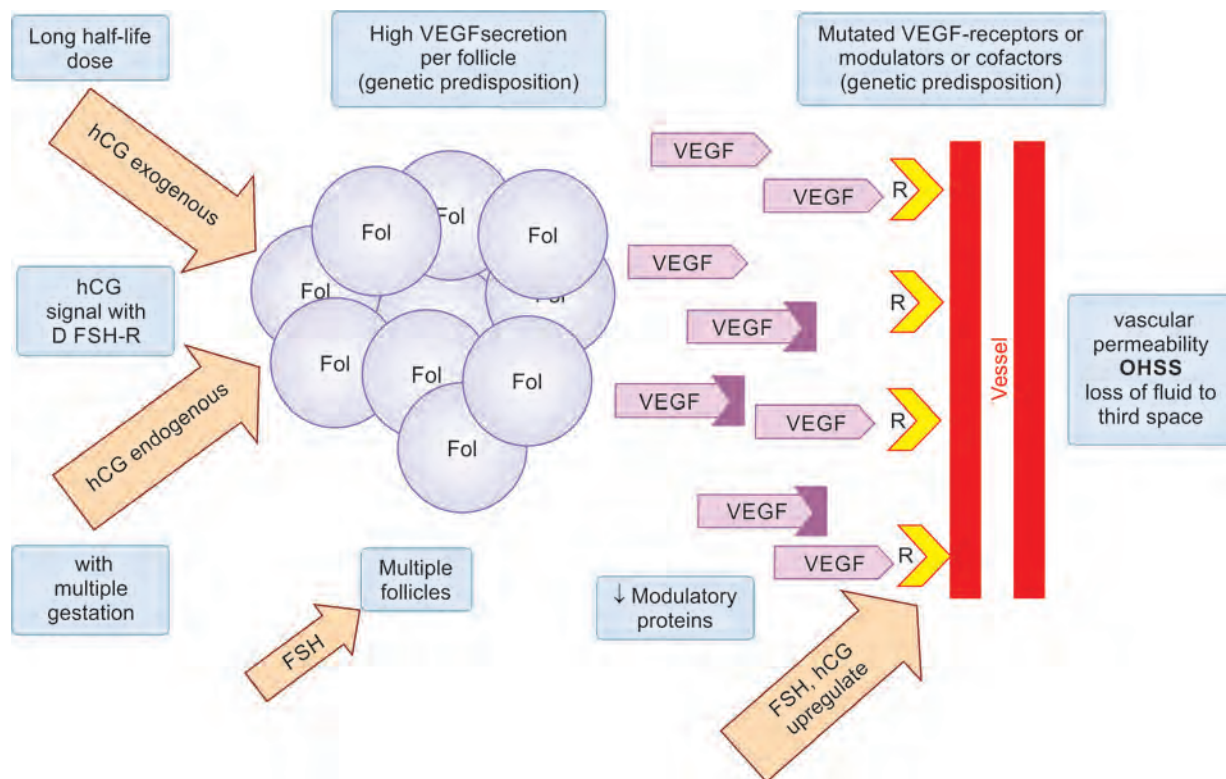 Long half-life
dose
High VEGFsecretion
per follicle
(genetic predisposition)
Mutated VEGF-receptors or
modulators or cofactors
(genetic predisposition)
hCG exogenous
hCG
signal with
D FSH-R
hCG endogenous
with
multiple
gestation
Fol
Fol
Fol
Fol
Fol
Fol
Fol
Fol
Fol
FSH
Multiple
follicles
VEGF
VEGF
VEGF
VEGF
VEGF
VEGF
VEGF
VEGF
R
R
R
R
↓ Modulatory
proteins
FSH, hCG
upregulate
Vessel
vascular
permeability
OHSS
loss of fluid to
third space